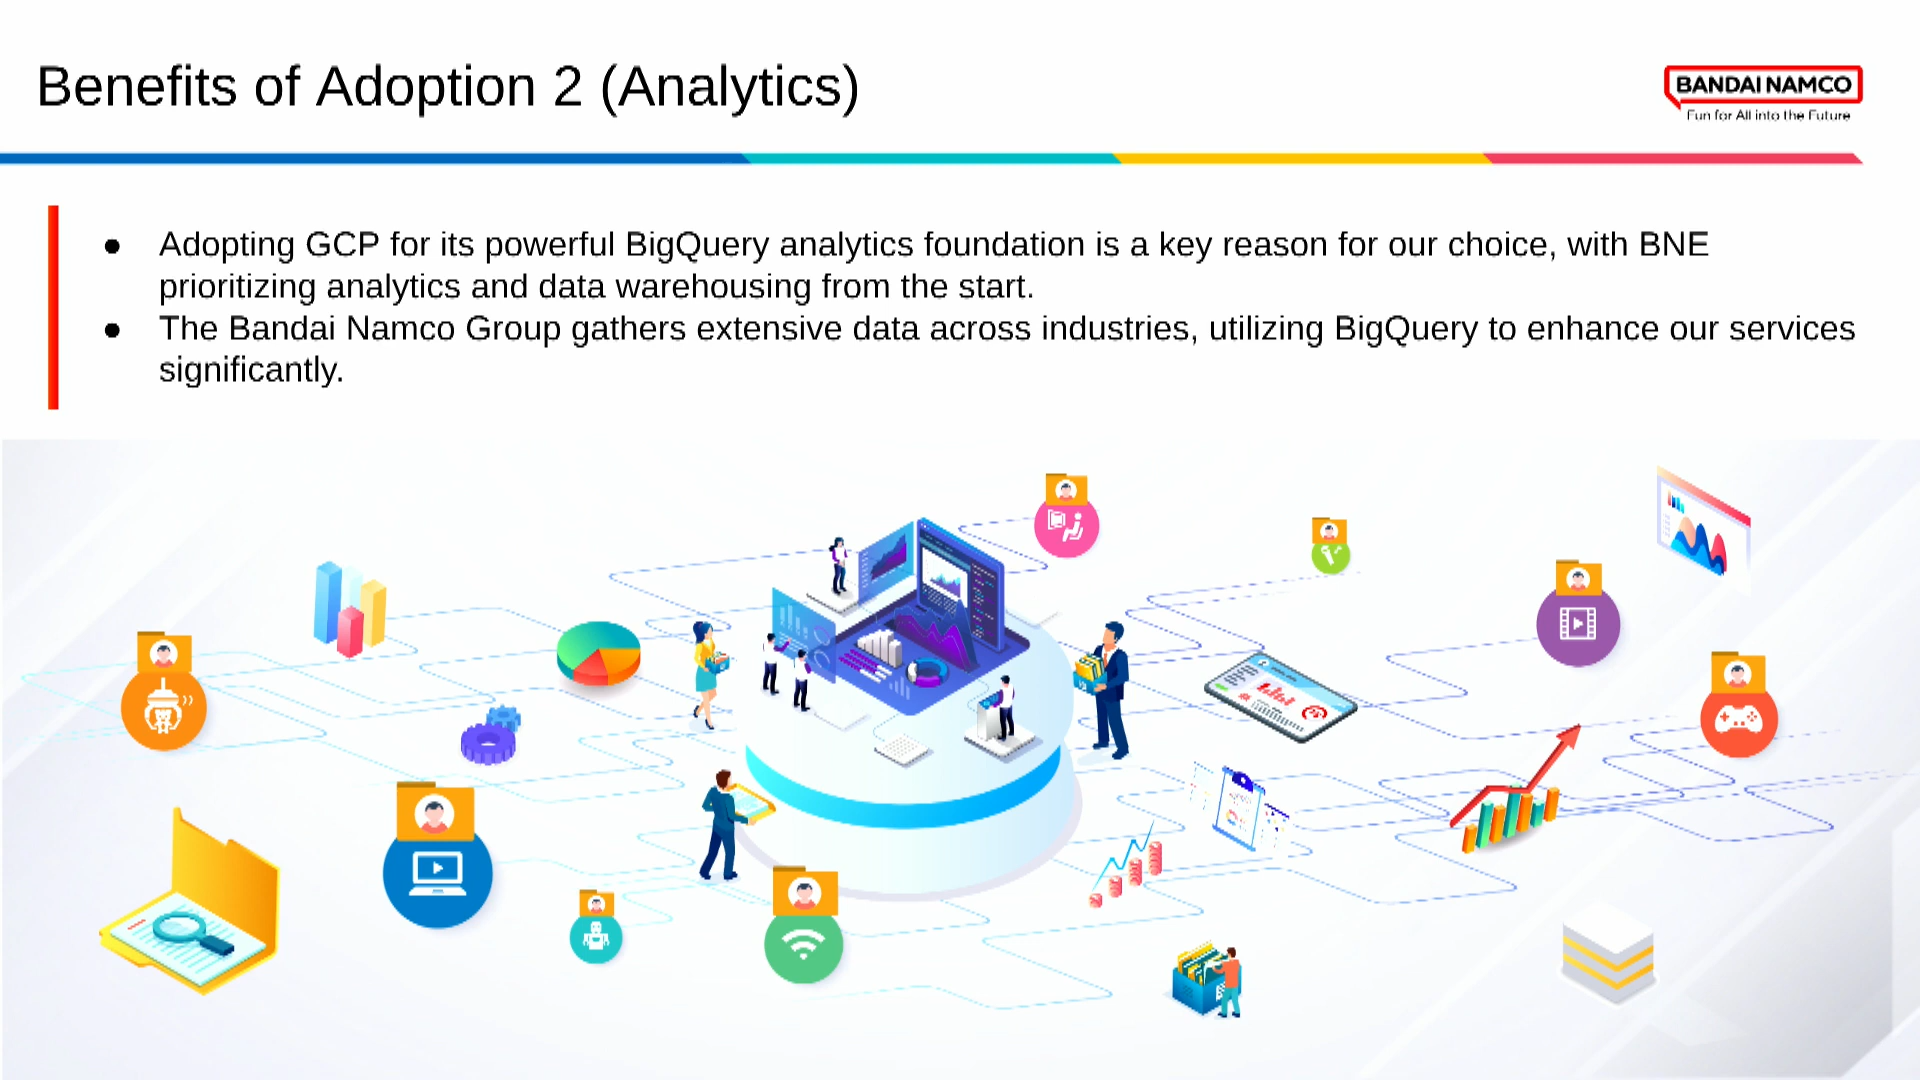 Benefits of Adoption 2 (Analytics)
BANDAI NAMCO
Fun for All into the Future
● Adopting GCP for its powerful BigQuery analytics foundation is a key reason for our choice, with BNE
prioritizing analytics and data warehousing from the start.
● The Bandai Namco Group gathers extensive data across industries, utilizing BigQuery to enhance our services
significantly.